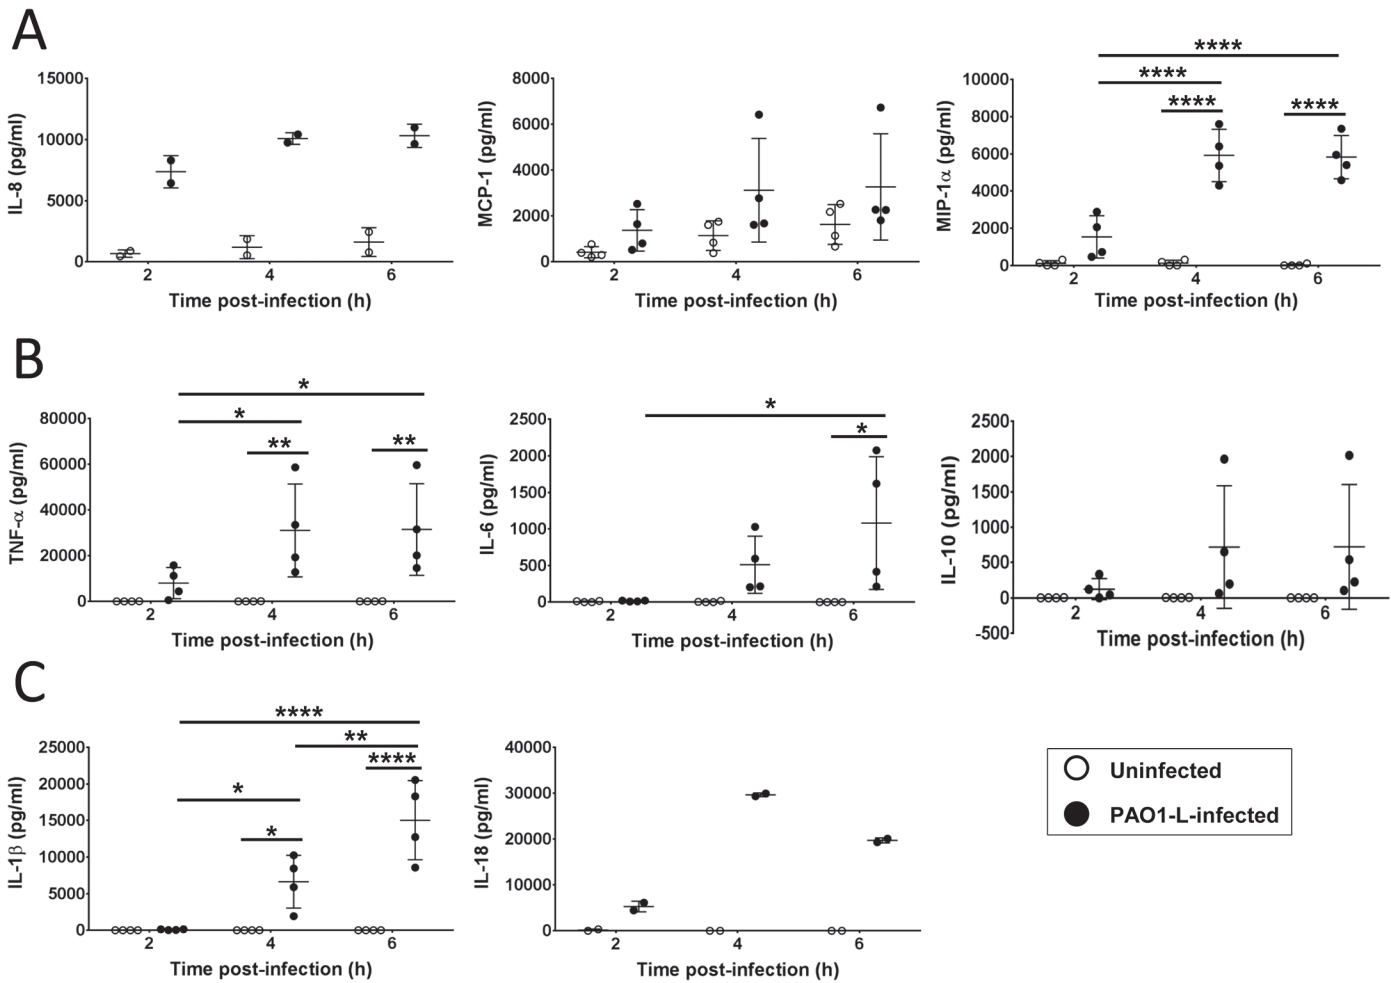 A
IL-8 (pg/ml)
15000
10000
5000
0
2 4 6
Time post-infection (h)
MCP-1 (pg/ml)
8000
6000
4000
2000
0
2 4 6
Time post-infection (h)
****
**** 
**** ****
MIP-1α (pg/ml)
10000
8000
6000
4000
2000
0
2 4 6
Time post-infection (h)
B
*
*
** **
TNF-α (pg/ml)
80000
60000
40000
20000
0
2 4 6
Time post-infection (h)
*
*
IL-6 (pg/ml)
2500
2000
1500
1000
500
0
2 4 6
Time post-infection (h)
IL-10 (pg/ml)
2500
2000
1500
1000
500
0
-500
2 4 6
Time post-infection (h)
C
****
**
****
*
*
IL-1β (pg/ml)
25000
20000
15000
10000
5000
0
2 4 6
Time post-infection (h)
IL-18 (pg/ml)
40000
30000
20000
10000
0
2 4 6
Time post-infection (h)
Uninfected
PAO1-L-infected